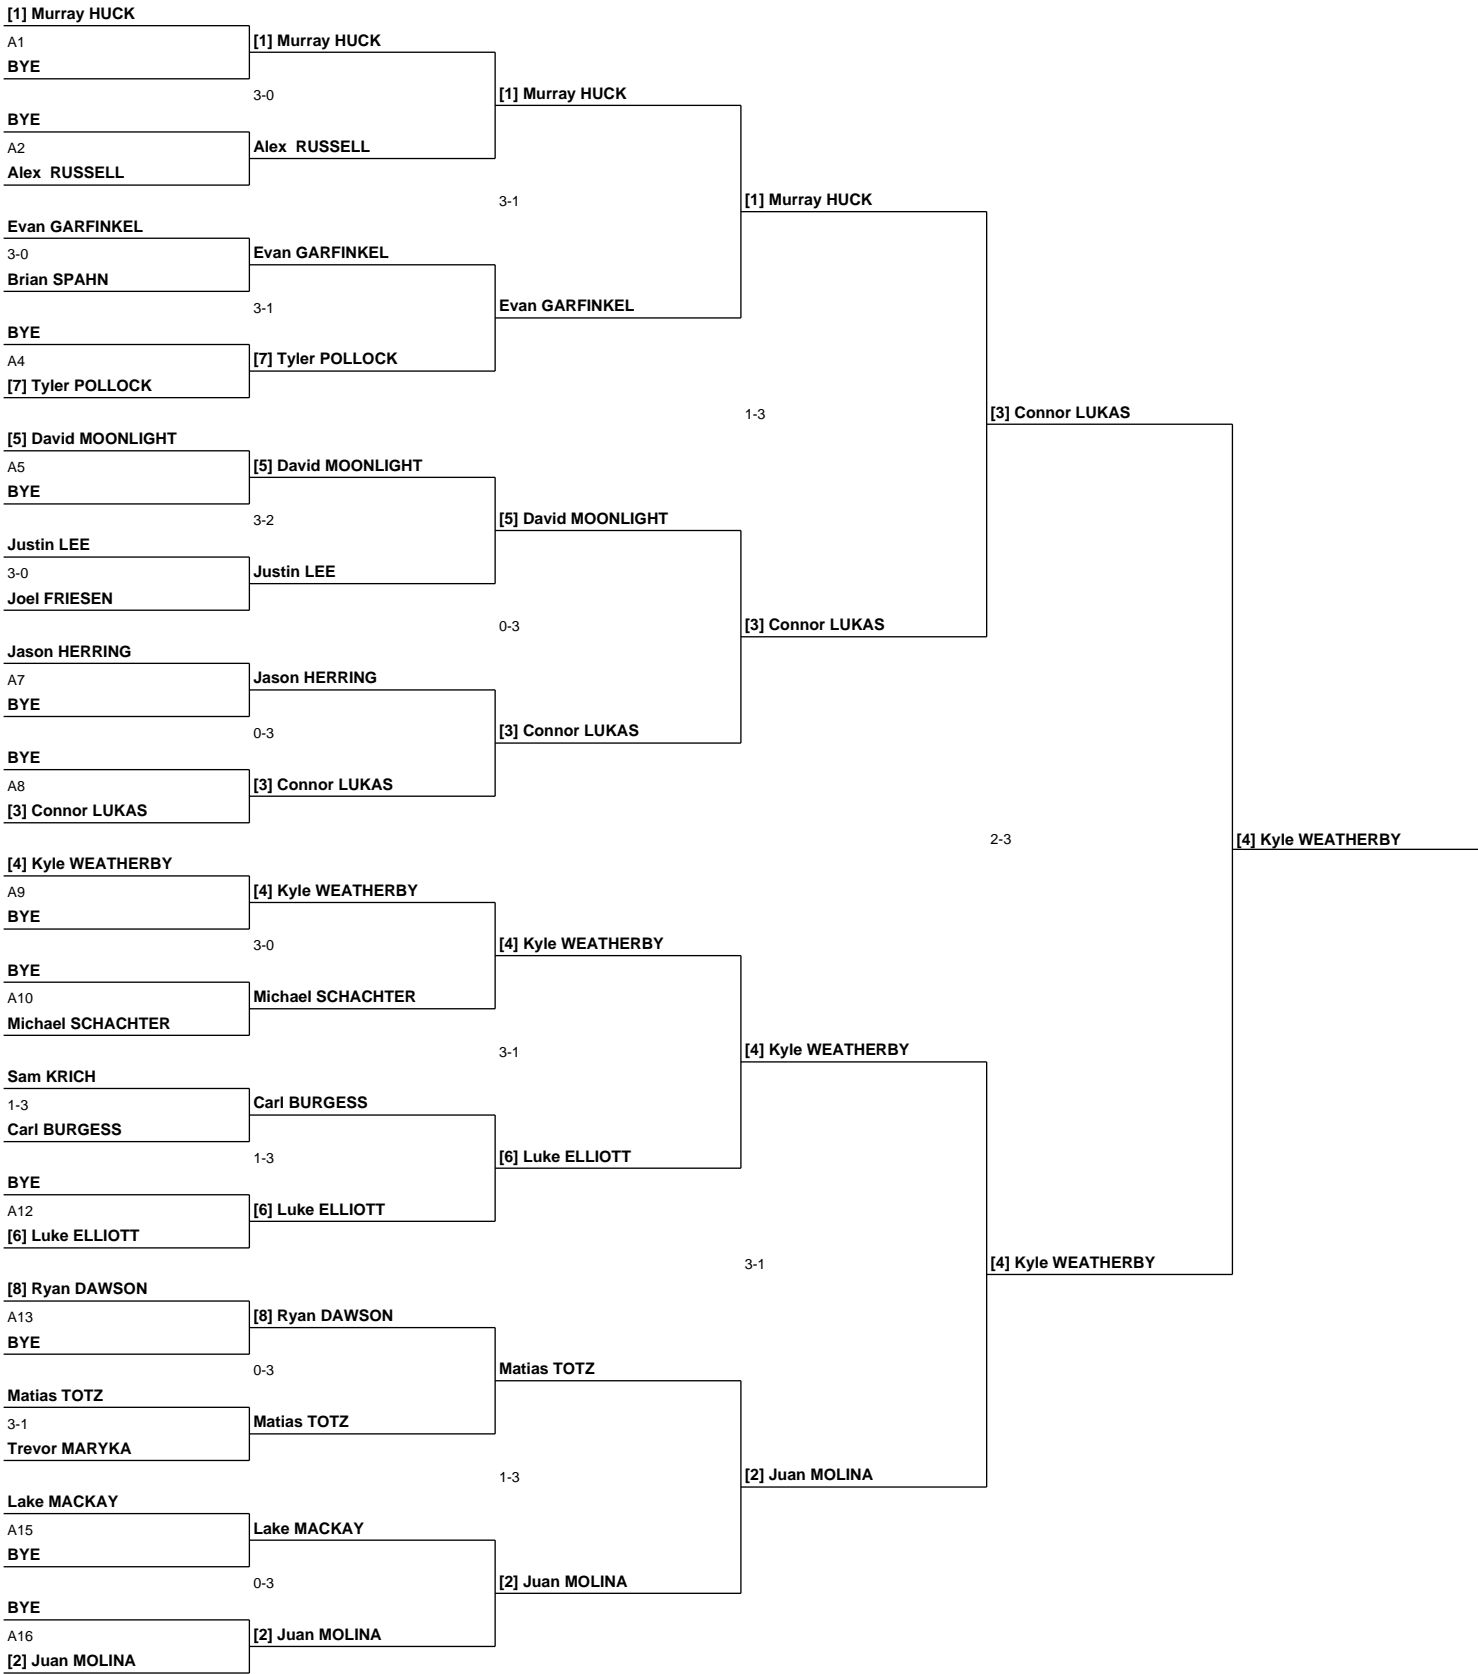 [1] Murray HUCK
A1
[1] Murray HUCK
BYE
3-0
[1] Murray HUCK
BYE
A2
Alex RUSSELL
Alex RUSSELL
3-1
[1] Murray HUCK
Evan GARFINKEL
3-0
Evan GARFINKEL
Brian SPAHN
3-1
Evan GARFINKEL
BYE
A4
[7] Tyler POLLOCK
[7] Tyler POLLOCK
1-3
[3] Connor LUKAS
[5] David MOONLIGHT
A5
[5] David MOONLIGHT
BYE
3-2
[5] David MOONLIGHT
Justin LEE
3-0
Justin LEE
Joel FRIESEN
0-3
[3] Connor LUKAS
Jason HERRING
A7
Jason HERRING
BYE
0-3
[3] Connor LUKAS
BYE
A8
[3] Connor LUKAS
[3] Connor LUKAS
2-3
[4] Kyle WEATHERBY
[4] Kyle WEATHERBY
A9
[4] Kyle WEATHERBY
BYE
3-0
[4] Kyle WEATHERBY
BYE
A10
Michael SCHACHTER
Michael SCHACHTER
3-1
[4] Kyle WEATHERBY
Sam KRICH
1-3
Carl BURGESS
Carl BURGESS
1-3
[6] Luke ELLIOTT
BYE
A12
[6] Luke ELLIOTT
[6] Luke ELLIOTT
3-1
[4] Kyle WEATHERBY
[8] Ryan DAWSON
A13
[8] Ryan DAWSON
BYE
0-3
Matias TOTZ
Matias TOTZ
3-1
Matias TOTZ
Trevor MARYKA
1-3
[2] Juan MOLINA
Lake MACKAY
A15
Lake MACKAY
BYE
0-3
[2] Juan MOLINA
BYE
A16
[2] Juan MOLINA
[2] Juan MOLINA